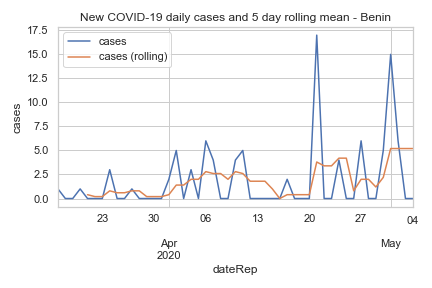 New COVID-19 daily cases and 5 day rolling mean - Benin
17.5
15.0
12.5
10.0
7.5
5.0
2.5
0.0
cases
cases
cases (rolling)
23
30
06
13
20
27
04
Apr
2020
May
dateRep